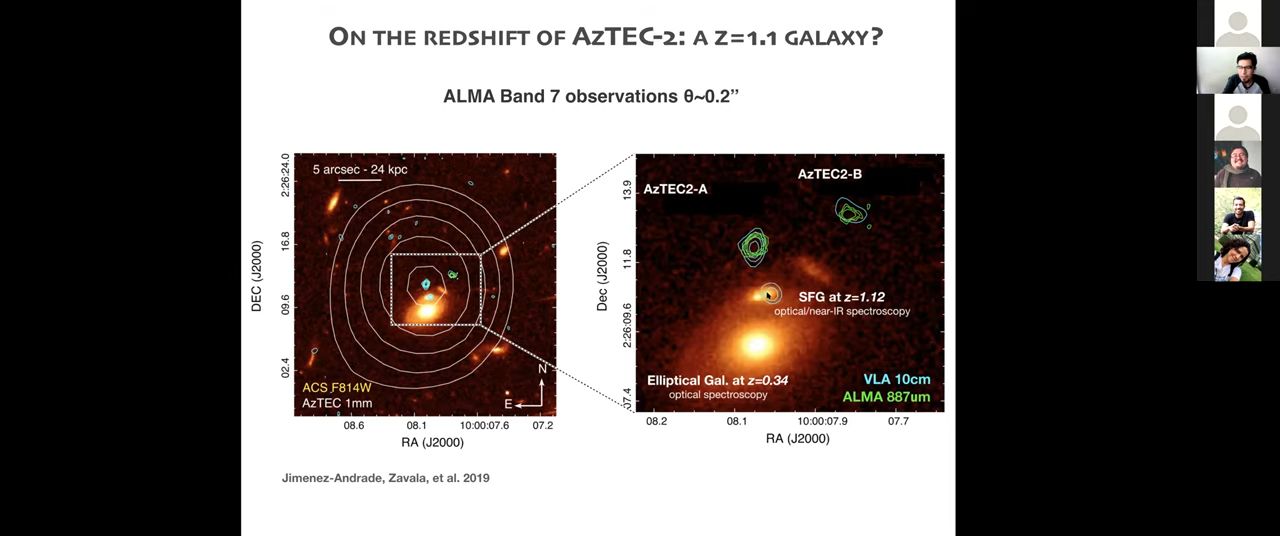 ON THE REDSHIFT OF AZTEC-2: A Z=1.1 GALAXY?
ALMA Band 7 observations θ~0.2”
5 arcsec - 24 kpc
2:26:24.0
16.8
09.6
02.4
DEC (J2000)
ACS F814W
AzTEC 1mm
N
E
08.6
08.1
10:00:07.6
07.2
RA (J2000)
AzTEC2-A
AzTEC2-B
13.9
11.8
2:26:09.6
07.4
Dec (J2000)
SFG at z=1.12
optical/near-IR spectroscopy
Elliptical Gal. at z=0.34
optical spectroscopy
VLA 10cm
ALMA 887um
08.2
08.1
10:00:07.9
07.7
RA (J2000)
Jimenez-Andrade, Zavala, et al. 2019